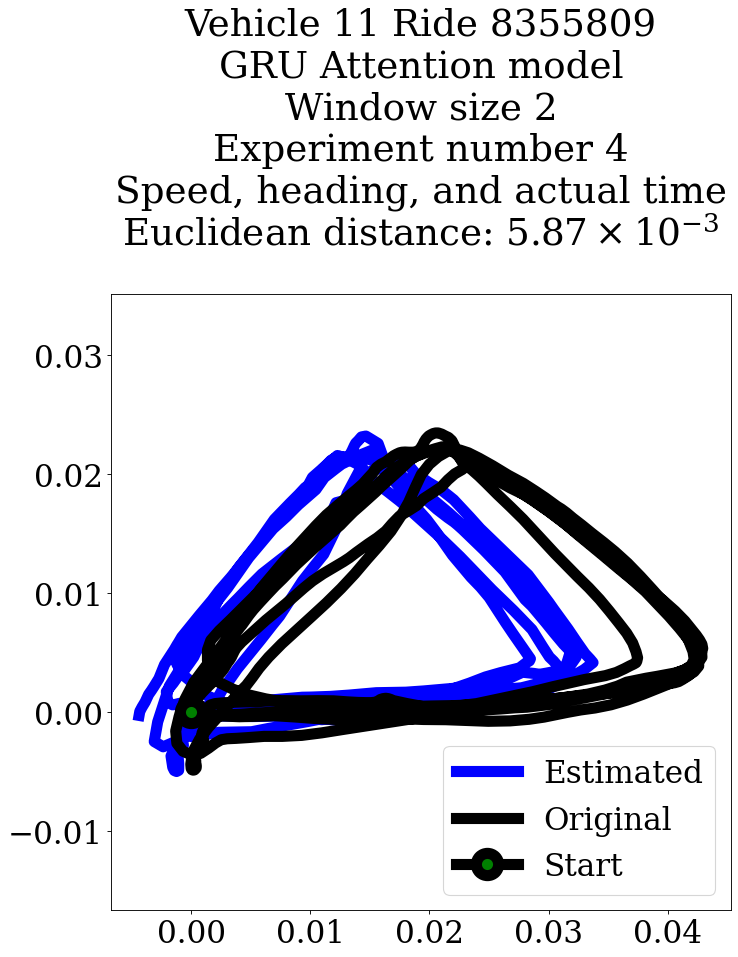 Vehicle 11 Ride 8355809
GRU Attention model
Window size 2
Experiment number 4
Speed, heading, and actual time
Euclidean distance: 5.87 × 10⁻³
0.03
0.02
0.01
0.00
−0.01
Estimated
Original
Start
0.00 0.01 0.02 0.03 0.04